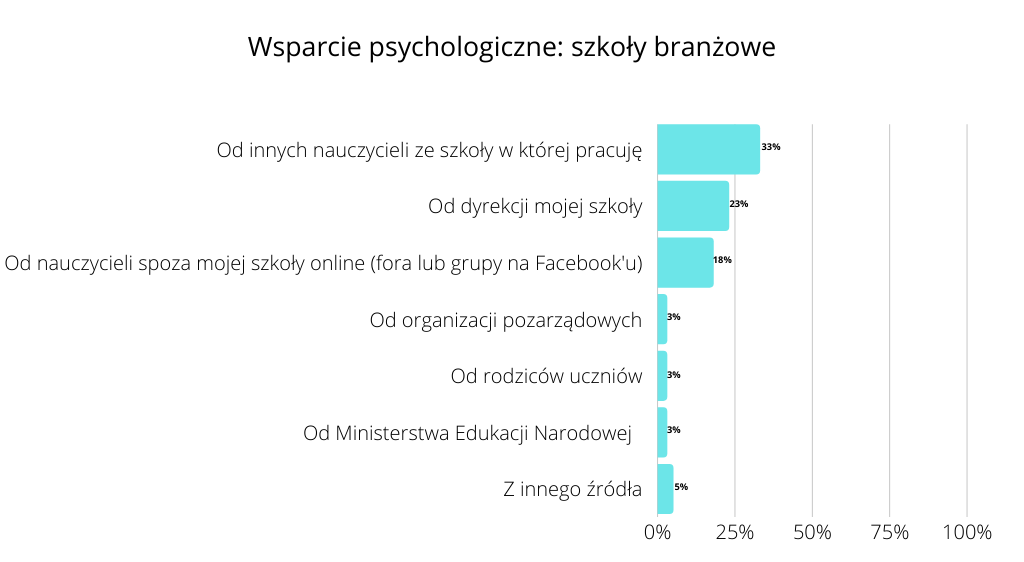 Wsparcie psychologiczne: szkoły branżowe
Od innych nauczycieli ze szkoły w której pracuję 33%
Od dyrekcji mojej szkoły 23%
Od nauczycieli spoza mojej szkoły online (fora lub grupy na Facebook'u) 18%
Od organizacji pozarządowych 3%
Od rodziców uczniów 3%
Od Ministerstwa Edukacji Narodowej 3%
Z innego źródła 5%
0% 25% 50% 75% 100%